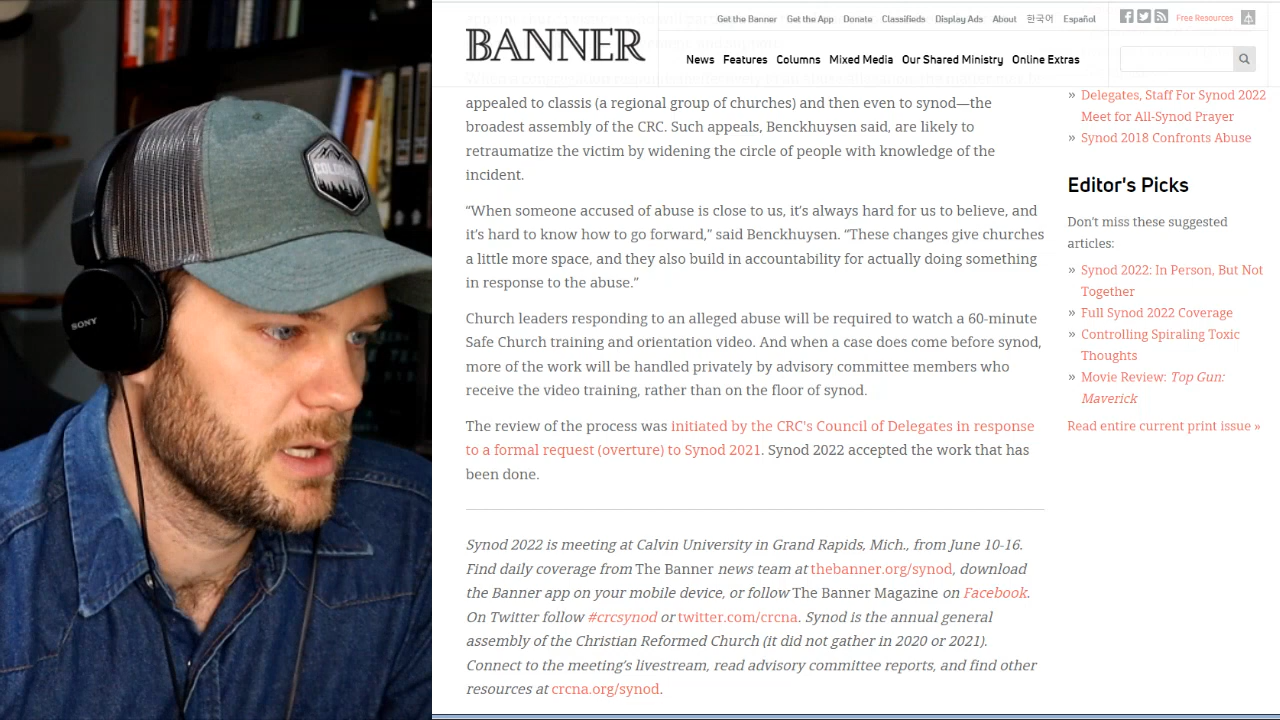 Get the Banner Get the App Donate Classifieds Display Ads About 한국어 Español
Free Resources
BANNER
News Features Columns Mixed Media Our Shared Ministry Online Extras
appealed to classis (a regional group of churches) and then even to synod—the
broadest assembly of the CRC. Such appeals, Benckhuysen said, are likely to
retraumatize the victim by widening the circle of people with knowledge of the
incident.
“When someone accused of abuse is close to us, it’s always hard for us to believe, and
it’s hard to know how to go forward,” said Benckhuysen. “These changes give churches
a little more space, and they also build in accountability for actually doing something
in response to the abuse.”
Church leaders responding to an alleged abuse will be required to watch a 60-minute
Safe Church training and orientation video. And when a case does come before synod,
more of the work will be handled privately by advisory committee members who
receive the video training, rather than on the floor of synod.
The review of the process was initiated by the CRC's Council of Delegates in response
to a formal request (overture) to Synod 2021. Synod 2022 accepted the work that has
been done.
Synod 2022 is meeting at Calvin University in Grand Rapids, Mich., from June 10-16.
Find daily coverage from The Banner news team at thebanner.org/synod, download
the Banner app on your mobile device, or follow The Banner Magazine on Facebook.
On Twitter follow #crcsynod or twitter.com/crcna. Synod is the annual general
assembly of the Christian Reformed Church (it did not gather in 2020 or 2021).
Connect to the meeting’s livestream, read advisory committee reports, and find other
resources at crcna.org/synod.
» Delegates, Staff For Synod 2022
Meet for All-Synod Prayer
» Synod 2018 Confronts Abuse
Editor’s Picks
Don’t miss these suggested
articles:
» Synod 2022: In Person, But Not
Together
» Full Synod 2022 Coverage
» Controlling Spiraling Toxic
Thoughts
» Movie Review: Top Gun:
Maverick
Read entire current print issue »
COLORADO
SONY